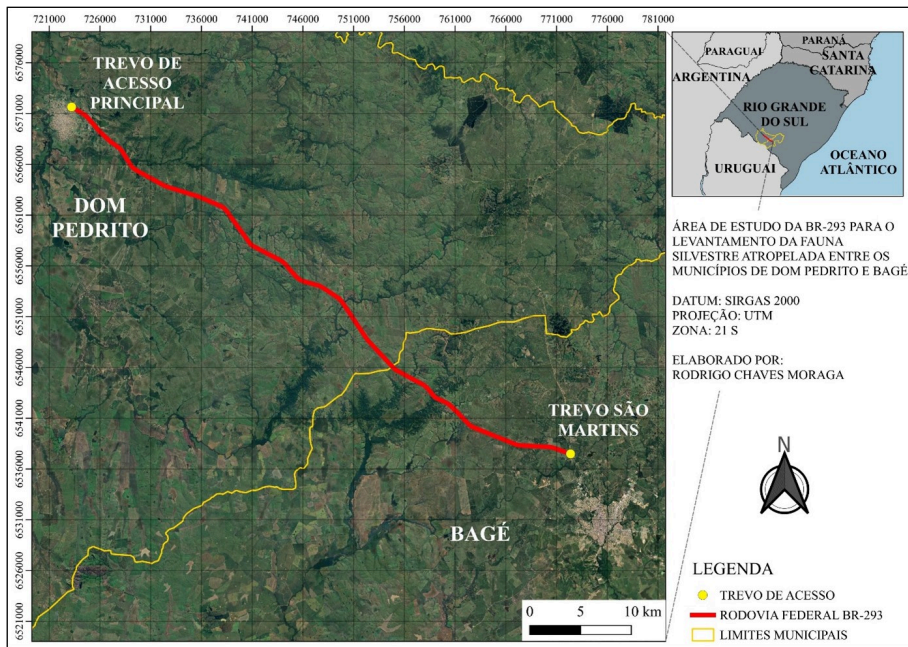 721000 726000 731000 736000 741000 746000 751000 756000 761000 766000 771000 776000 781000
6576000
6571000
6566000
6561000
6556000
6551000
6546000
6541000
6536000
6531000
6526000
6521000
TREVO DE
ACESSO
PRINCIPAL
DOM
PEDRITO
TREVO SÃO
MARTINS
BAGÉ
0 5 10 km
PARAGUAI
PARANÁ
SANTA
CATARINA
ARGENTINA
RIO GRANDE
DO SUL
URUGUAI
OCEANO
ATLÂNTICO
ÁREA DE ESTUDO DA BR-293 PARA O
LEVANTAMENTO DA FAUNA
SILVESTRE ATROPELADA ENTRE OS
MUNICÍPIOS DE DOM PEDRITO E BAGÉ
DATUM: SIRGAS 2000
PROJEÇÃO: UTM
ZONA: 21 S
ELABORADO POR:
RODRIGO CHAVES MORAGA
N
LEGENDA
TREVO DE ACESSO
RODOVIA FEDERAL BR-293
LIMITES MUNICIPAIS